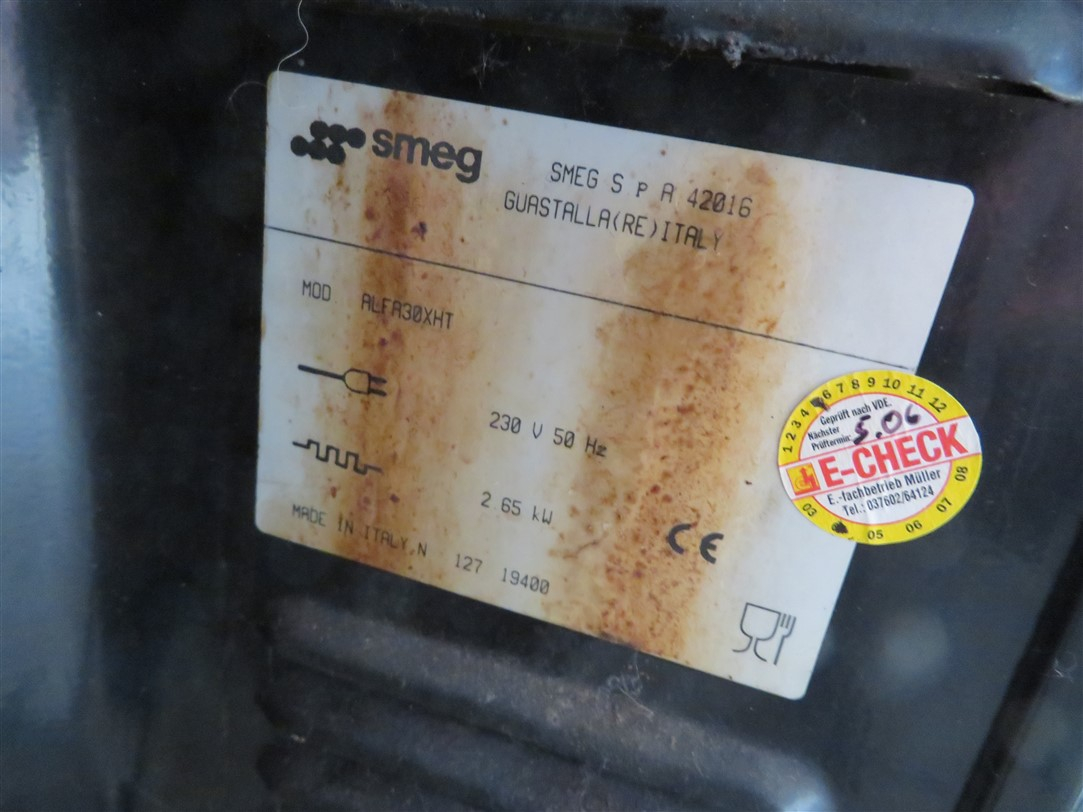 smeg
SMEG S p A 42016
GUASTALLA(RE)ITALY
MOD ALFA30XHT
230 V 50 Hz
2.65 kW
MADE IN ITALY,N 127 19400
CE
1 2 3 4 6 7 8 9 10 11 12
Geprüft nach VDE.
Nächster
Prüftermin: 5.06
E-CHECK
E.-fachbetrieb Müller
Tel.: 037602/64124
03 05 06 07 08